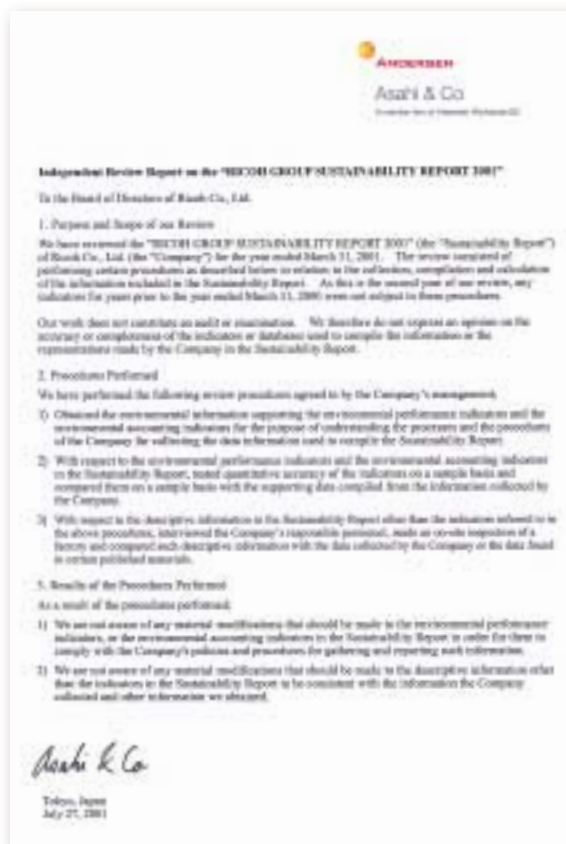 ANDERSEN
Asahi & Co
Independent Review Report on the "RICOH GROUP SUSTAINABILITY REPORT 2001"
To the Board of Directors of Ricoh Co., Ltd.
1. Purpose and Scope of our Review
We have reviewed the "RICOH GROUP SUSTAINABILITY REPORT 2001" (the "Sustainability Report")
of Ricoh Co., Ltd. (the "Company") for the year ended March 31, 2001. The review consisted of
performing certain procedures as described below in relation to the collection, compilation and calculation
of the information included in the Sustainability Report. As this is the second year of our review, any
indicators for years prior to the year ended March 31, 2000 were not subject to these procedures.
Our work does not constitute an audit or examination. We therefore do not express an opinion on the
accuracy or completeness of the indicators or databases used to compile the information or the
representations made by the Company in the Sustainability Report.
2. Procedures Performed
We have performed the following review procedures agreed to by the Company's management;
1) Obtained the environmental information supporting the environmental performance indicators and the
environmental accounting indicators for the purpose of understanding the processes and the procedures
of the Company for collecting the data information used to compile the Sustainability Report.
2) With respect to the environmental performance indicators and the environmental accounting indicators
in the Sustainability Report, tested quantitative accuracy of the indicators on a sample basis and
compared them on a sample basis with the supporting data compiled from the information collected by
the Company.
3) With respect to the descriptive information in the Sustainability Report other than the indicators referred to in
the above procedures, interviewed the Company's responsible personnel, made an on-site inspection of a
factory and compared such descriptive information with the data collected by the Company or the data found
in certain published materials.
3. Results of the Procedures Performed
As a result of the procedures performed;
1) We are not aware of any material modifications that should be made to the environmental performance
indicators, or the environmental accounting indicators in the Sustainability Report in order for them to
comply with the Company's policies and procedures for gathering and reporting such information.
2) We are not aware of any material modifications that should be made to the descriptive information other
than the indicators in the Sustainability Report to be consistent with the information the Company
collected and other information we obtained.
Asahi & Co
Tokyo, Japan
July 27, 2001